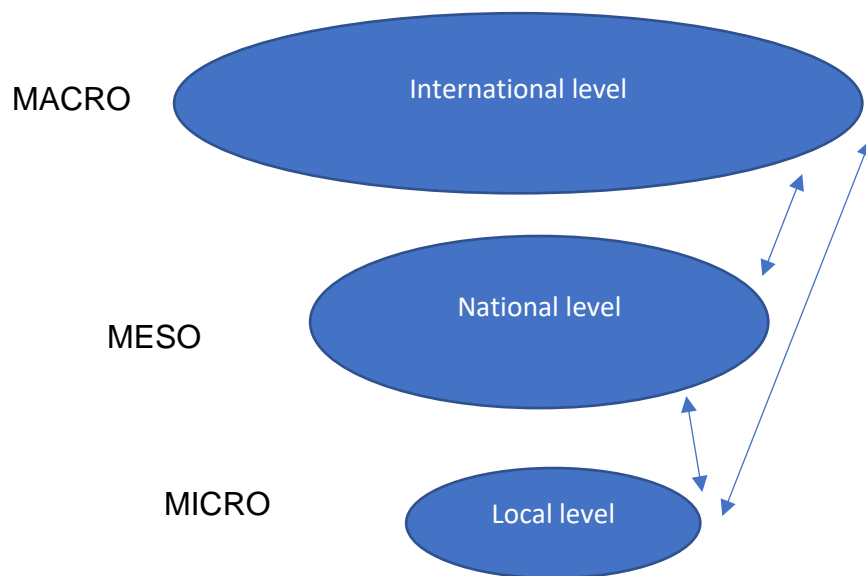 International level
MACRO
National level
MESO
Local level
MICRO